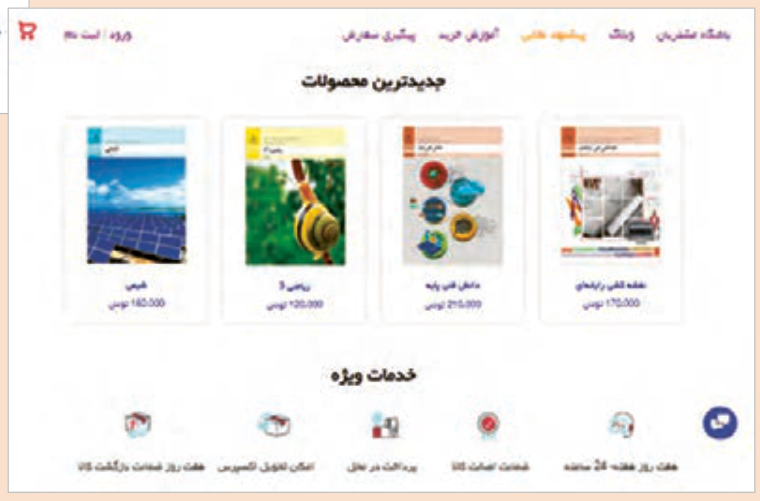 باشگاه مشتریان وبلاگ پیشنهاد هایی آموزش خرید پیگیری سفارش ورود | ثبت نام
جدیدترین محصولات
نقشه کشی رایانه‌ای دانش فنی پایه ریاضی 3 شیمی
170,000 تومان 210,000 تومان 120,000 تومان 160,000 تومان
خدمات ویژه
هفت روز هفته- 24 ساعته ضمانت اصالت کالا پرداخت در محل امکان تحویل اکسپرس هفت روز ضمانت بازگشت کالا